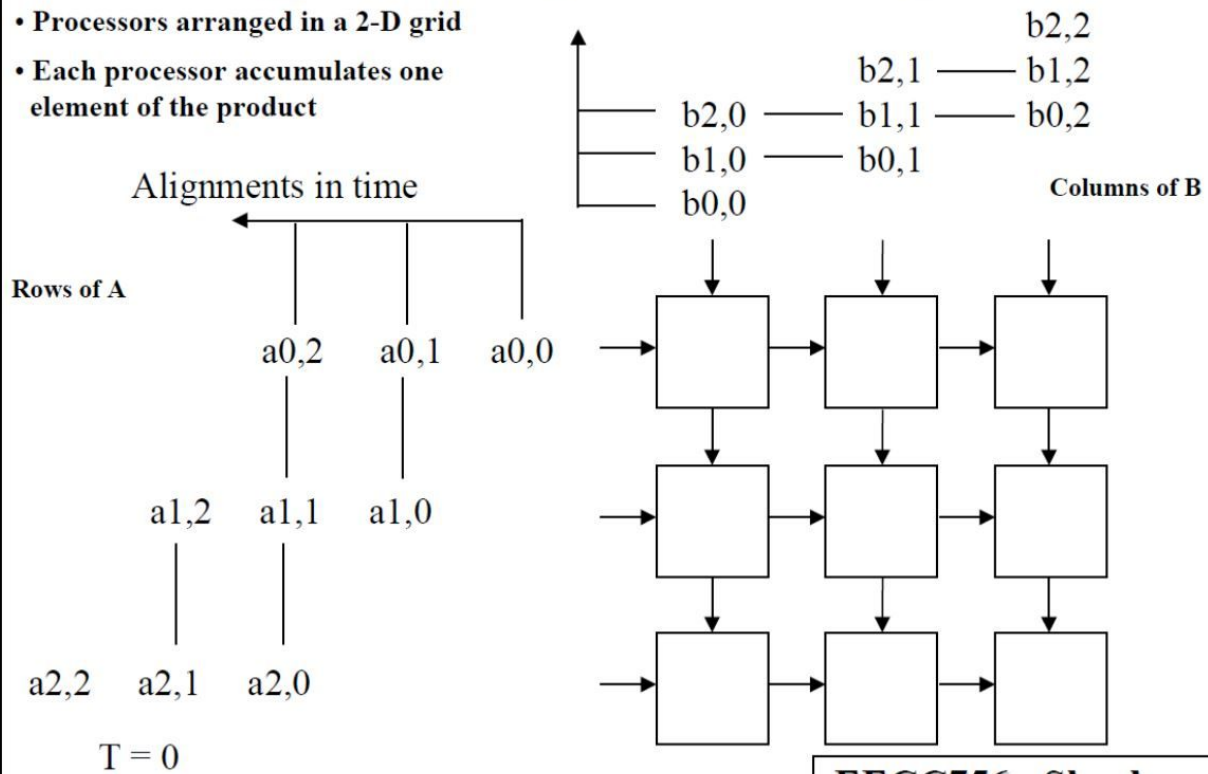 • Processors arranged in a 2-D grid
• Each processor accumulates one
element of the product
b2,2
b2,1 b1,2
b2,0 b1,1 b0,2
b1,0 b0,1
b0,0
Columns of B
Alignments in time
Rows of A
a0,2 a0,1 a0,0
a1,2 a1,1 a1,0
a2,2 a2,1 a2,0
T = 0